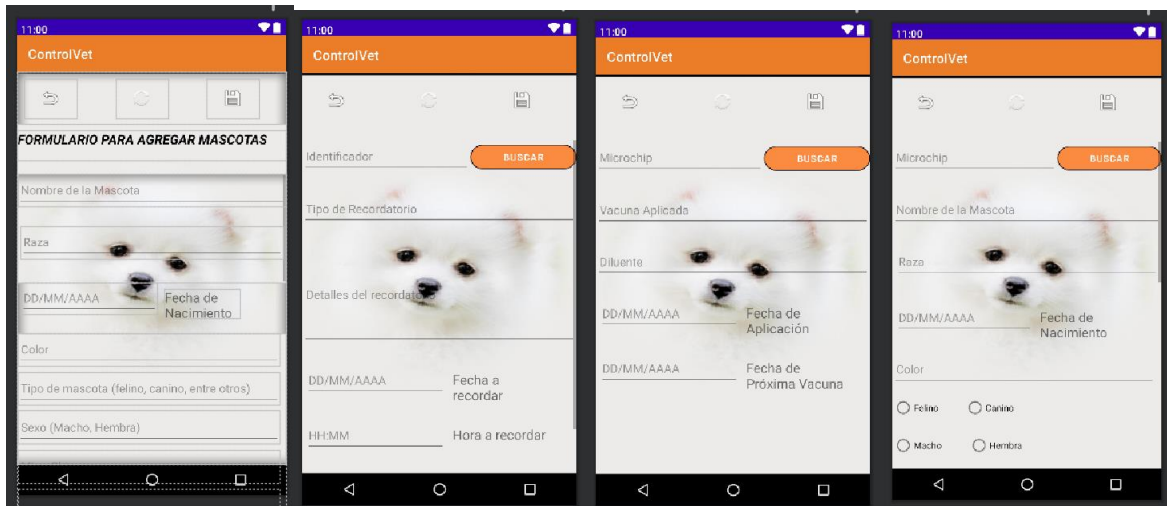 11:00
ControlVet
FORMULARIO PARA AGREGAR MASCOTAS
Nombre de la Mascota
Raza
DD/MM/AAAA
Fecha de
Nacimiento
Color
Tipo de mascota (felino, canino, entre otros)
Sexo (Macho, Hembra)
11:00
ControlVet
Identificador
BUSCAR
Tipo de Recordatorio
Detalles del recordatorio
DD/MM/AAAA
Fecha a
recordar
HH:MM
Hora a recordar
11:00
ControlVet
Microchip
BUSCAR
Vacuna Aplicada
Diluente
DD/MM/AAAA
Fecha de
Aplicación
DD/MM/AAAA
Fecha de
Próxima Vacuna
11:00
ControlVet
Microchip
BUSCAR
Nombre de la Mascota
Raza
DD/MM/AAAA
Fecha de
Nacimiento
Color
Felino
Canino
Macho
Hembra